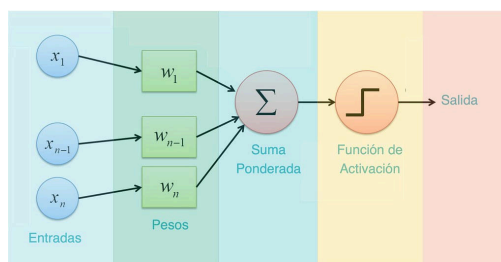 x₁
w₁
xₙ₋₁
wₙ₋₁
Σ
Salida
xₙ
wₙ
Suma
Ponderada
Función de
Activación
Pesos
Entradas